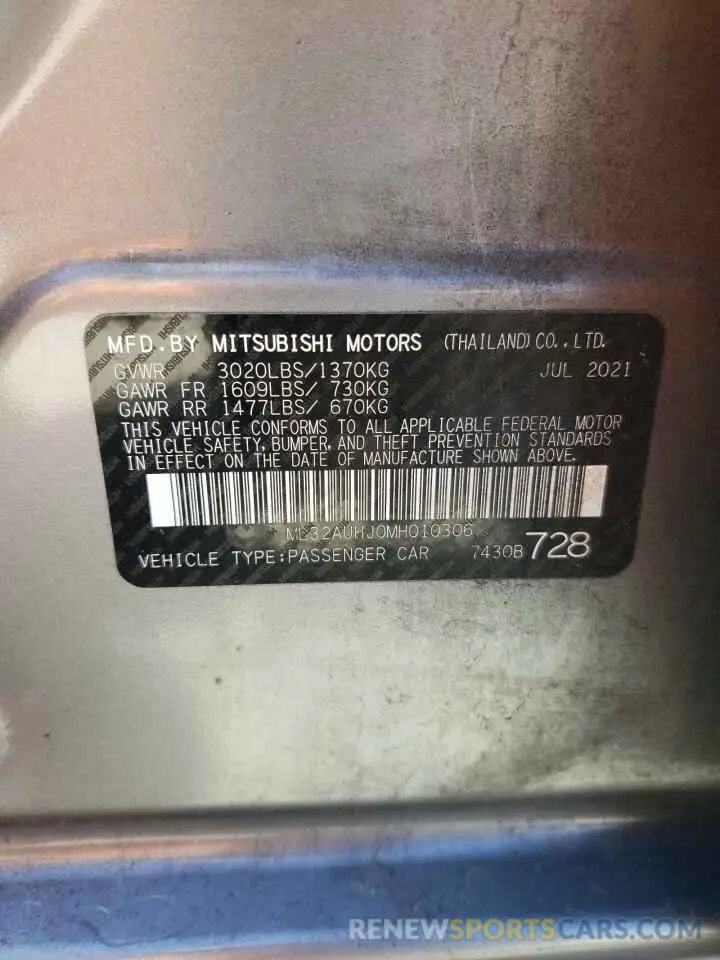 MFD. BY MITSUBISHI MOTORS (THAILAND) CO., LTD.
GVWR 3020LBS/1370KG JUL 2021
GAWR FR 1609LBS/ 730KG
GAWR RR 1477LBS/ 670KG
THIS VEHICLE CONFORMS TO ALL APPLICABLE FEDERAL MOTOR
VEHICLE SAFETY, BUMPER, AND THEFT PREVENTION STANDARDS
IN EFFECT ON THE DATE OF MANUFACTURE SHOWN ABOVE.
ML32AUHJ0MH010306
VEHICLE TYPE:PASSENGER CAR 7430B 728
RENEWSPORTSCARS.COM